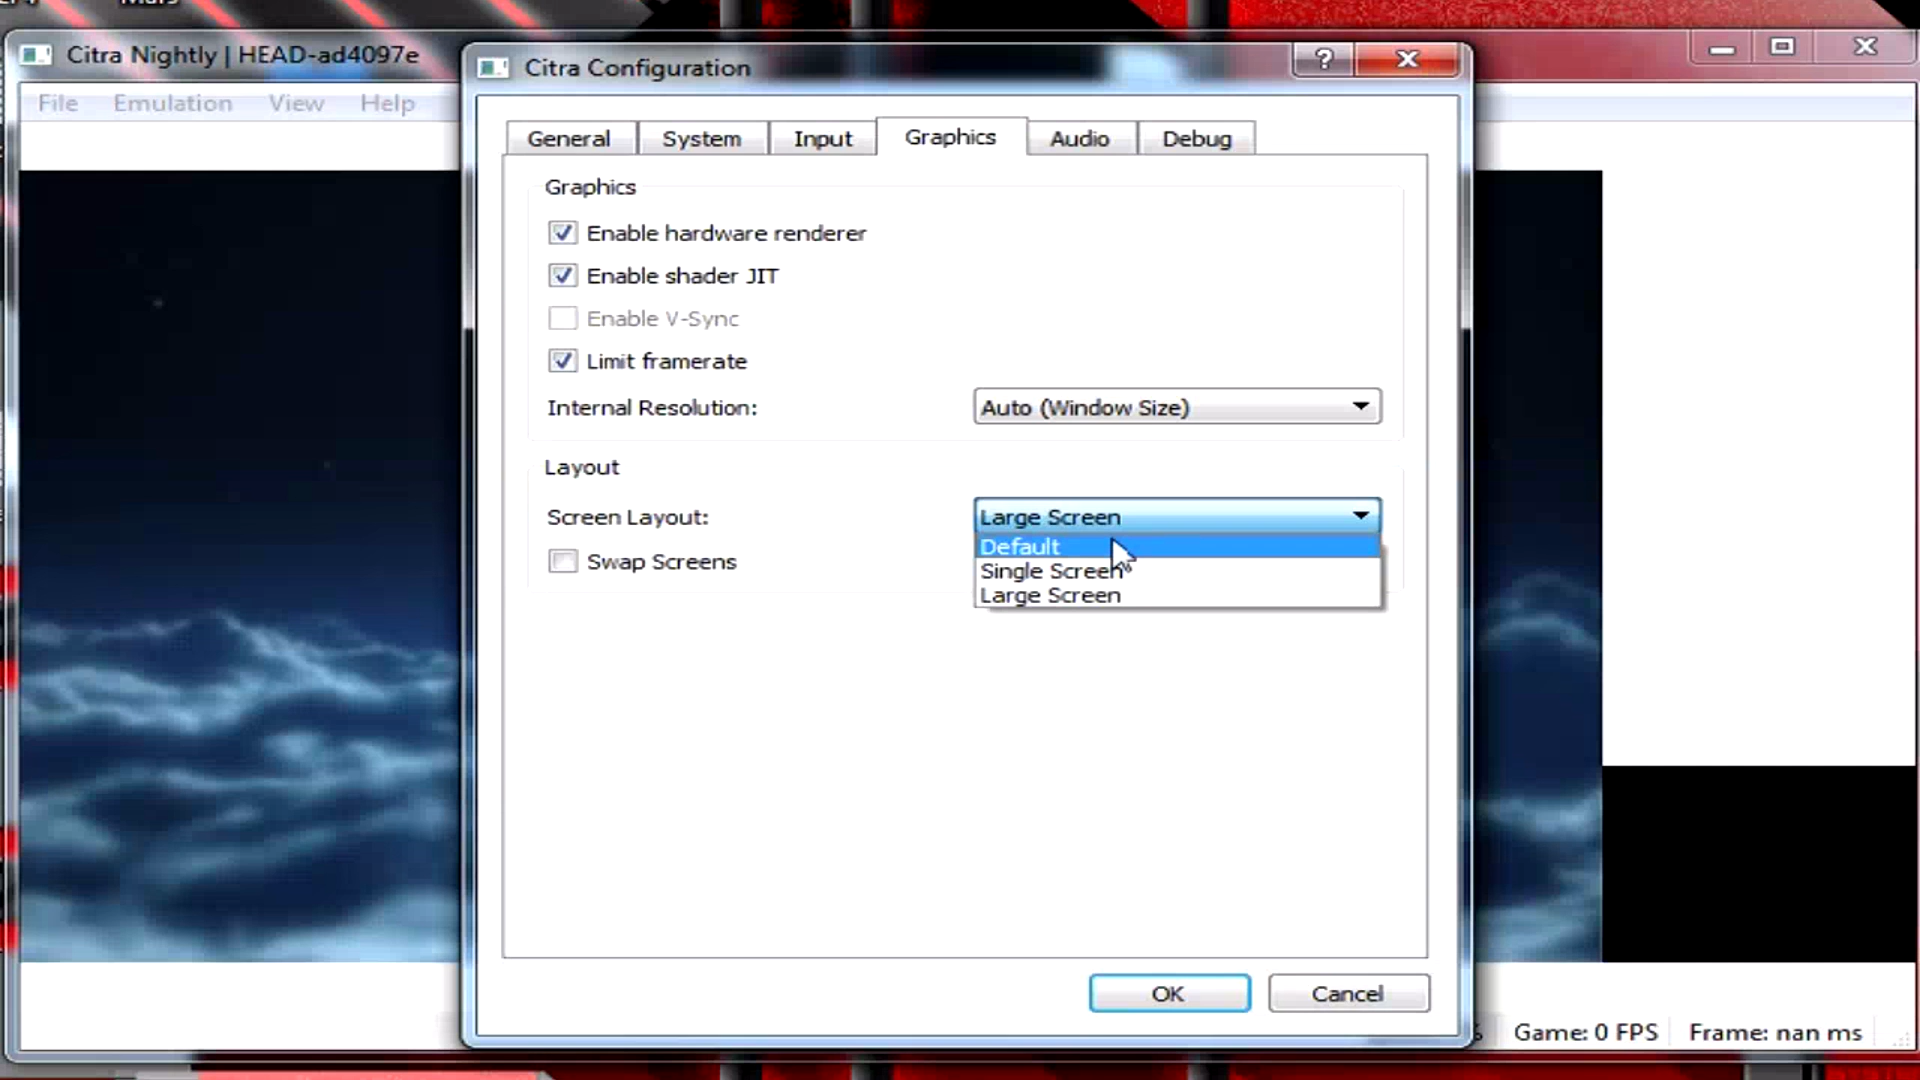 Citra Nightly | HEAD-ad4097e
File Emulation View Help
Citra Configuration
?
General System Input Graphics Audio Debug
Graphics
Enable hardware renderer
Enable shader JIT
Enable V-Sync
Limit framerate
Internal Resolution: Auto (Window Size)
Layout
Screen Layout: Large Screen
Default
Swap Screens
Single Screen
Large Screen
OK Cancel
Game: 0 FPS Frame: nan ms